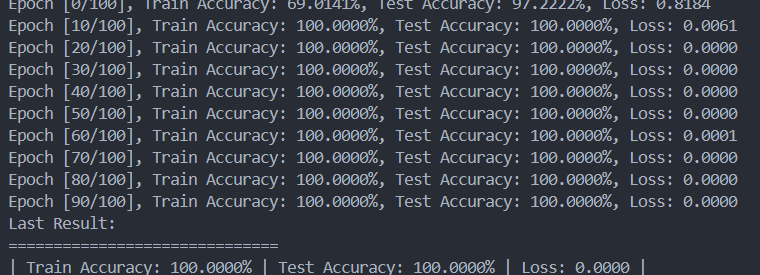 Epoch [0/100], Train Accuracy: 69.0141%, Test Accuracy: 97.2222%, Loss: 0.8184
Epoch [10/100], Train Accuracy: 100.0000%, Test Accuracy: 100.0000%, Loss: 0.0061
Epoch [20/100], Train Accuracy: 100.0000%, Test Accuracy: 100.0000%, Loss: 0.0000
Epoch [30/100], Train Accuracy: 100.0000%, Test Accuracy: 100.0000%, Loss: 0.0000
Epoch [40/100], Train Accuracy: 100.0000%, Test Accuracy: 100.0000%, Loss: 0.0000
Epoch [50/100], Train Accuracy: 100.0000%, Test Accuracy: 100.0000%, Loss: 0.0000
Epoch [60/100], Train Accuracy: 100.0000%, Test Accuracy: 100.0000%, Loss: 0.0001
Epoch [70/100], Train Accuracy: 100.0000%, Test Accuracy: 100.0000%, Loss: 0.0000
Epoch [80/100], Train Accuracy: 100.0000%, Test Accuracy: 100.0000%, Loss: 0.0000
Epoch [90/100], Train Accuracy: 100.0000%, Test Accuracy: 100.0000%, Loss: 0.0000
Last Result:
==============================
| Train Accuracy: 100.0000% | Test Accuracy: 100.0000% | Loss: 0.0000 |